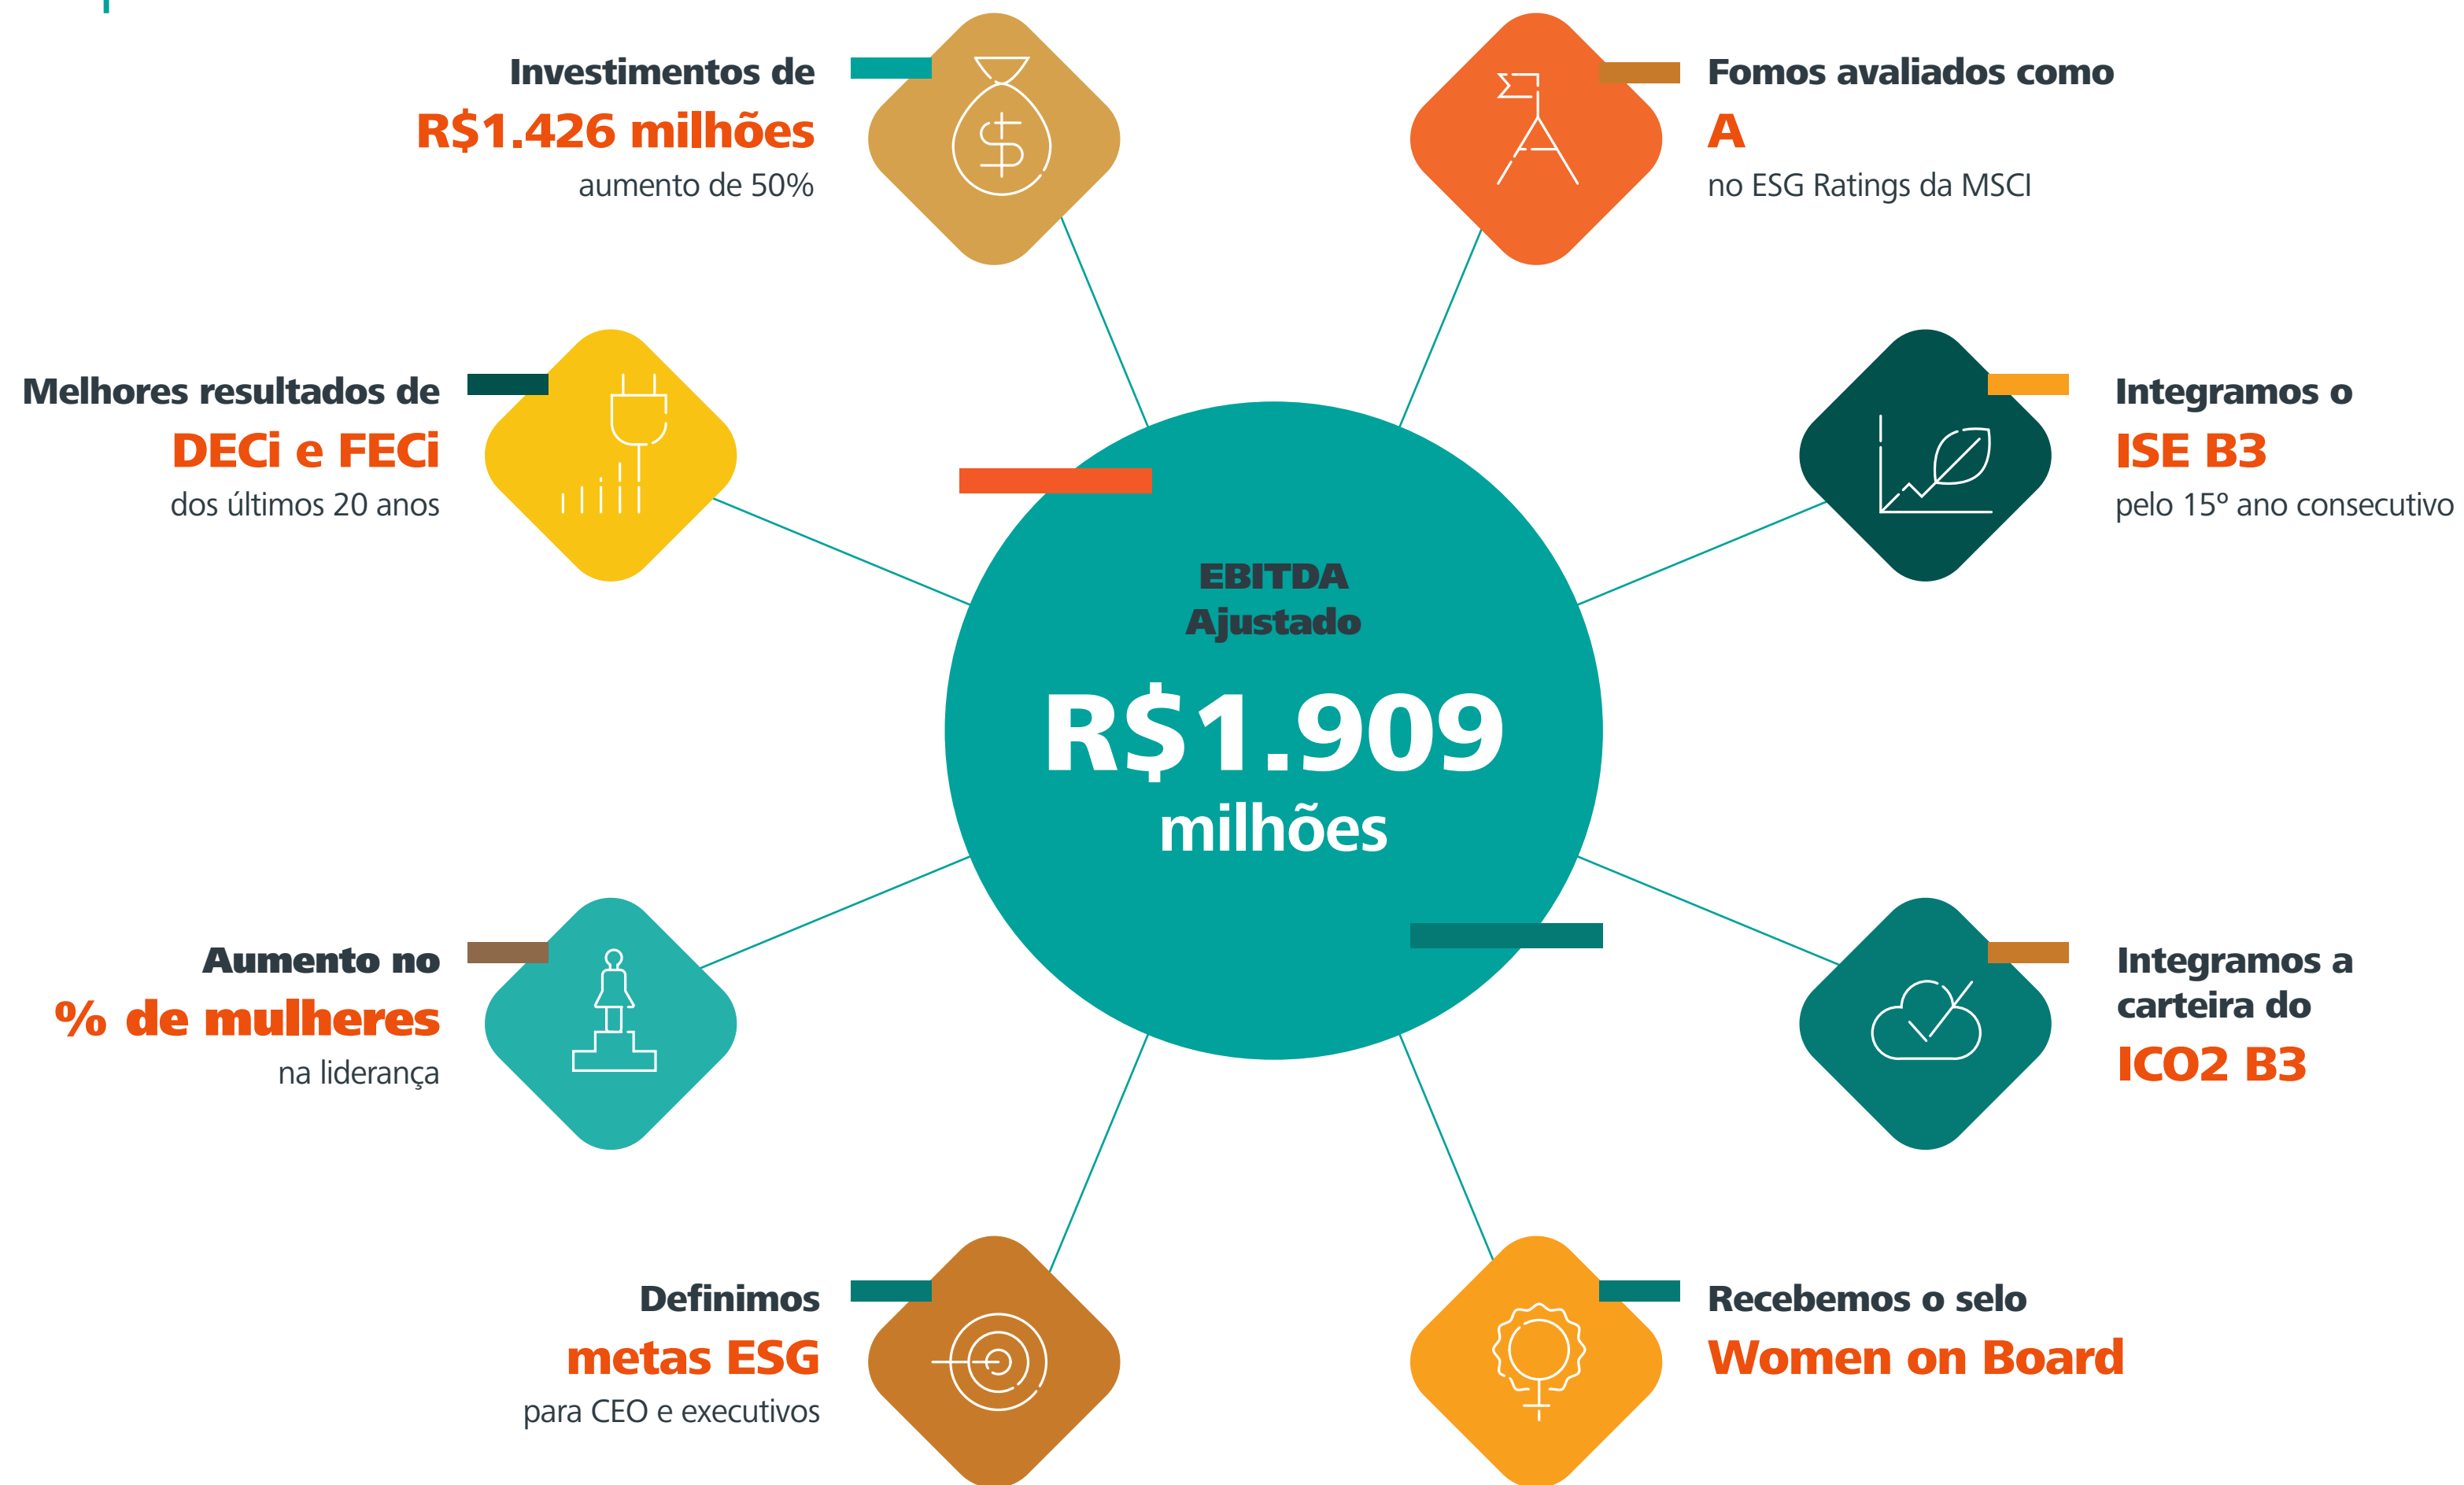 Investimentos de
R$1.426 milhões
aumento de 50%
Fomos avaliados como
A
no ESG Ratings da MSCI
Melhores resultados de
DECi e FECi
dos últimos 20 anos
Integramos o
ISE B3
pelo 15º ano consecutivo
EBITDA
Ajustado
R$1.909
milhões
Aumento no
% de mulheres
na liderança
Integramos a
carteira do
ICO2 B3
Definimos
metas ESG
para CEO e executivos
Recebemos o selo
Women on Board